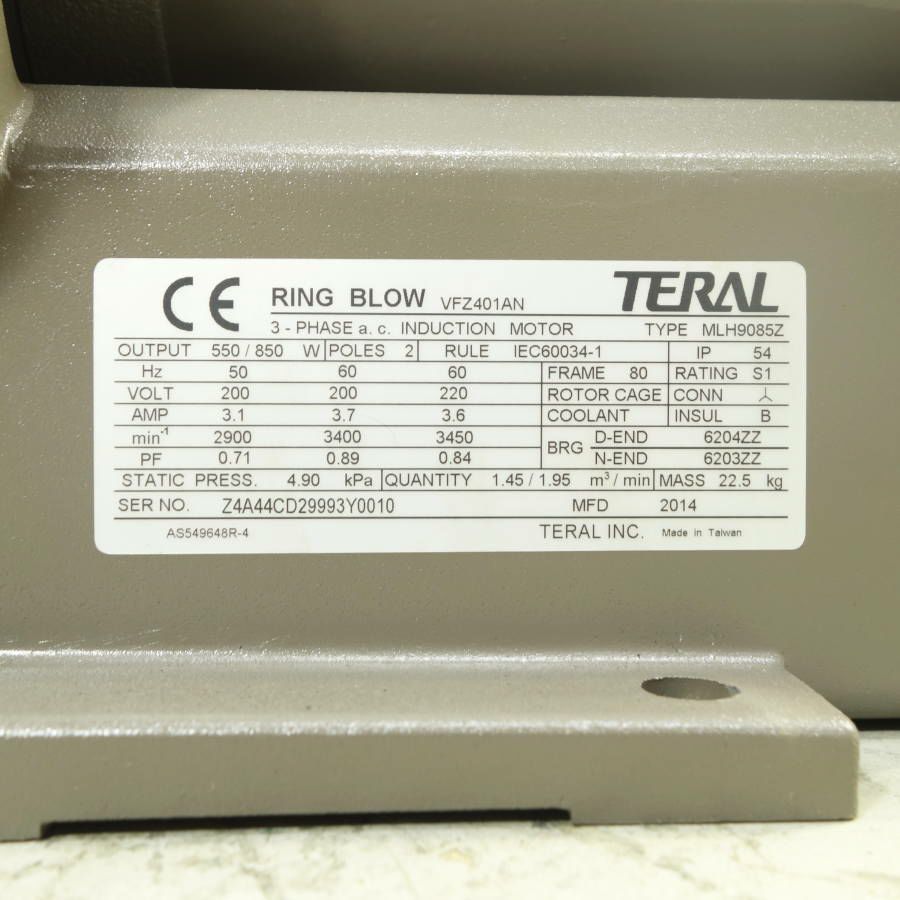 CE RING BLOW VFZ401AN TERAL
3 - PHASE a. c. INDUCTION MOTOR TYPE MLH9085Z
OUTPUT 550 / 850 W POLES 2 RULE IEC60034-1 IP 54
Hz 50 60 60 FRAME 80 RATING S1
VOLT 200 200 220 ROTOR CAGE CONN ⅄
AMP 3.1 3.7 3.6 COOLANT INSUL B
min⁻¹ 2900 3400 3450 BRG D-END 6204ZZ
PF 0.71 0.89 0.84 N-END 6203ZZ
STATIC PRESS. 4.90 kPa QUANTITY 1.45 / 1.95 m³ / min MASS 22.5 kg
SER NO. Z4A44CD29993Y0010 MFD 2014
AS549648R-4 TERAL INC. Made in Taiwan